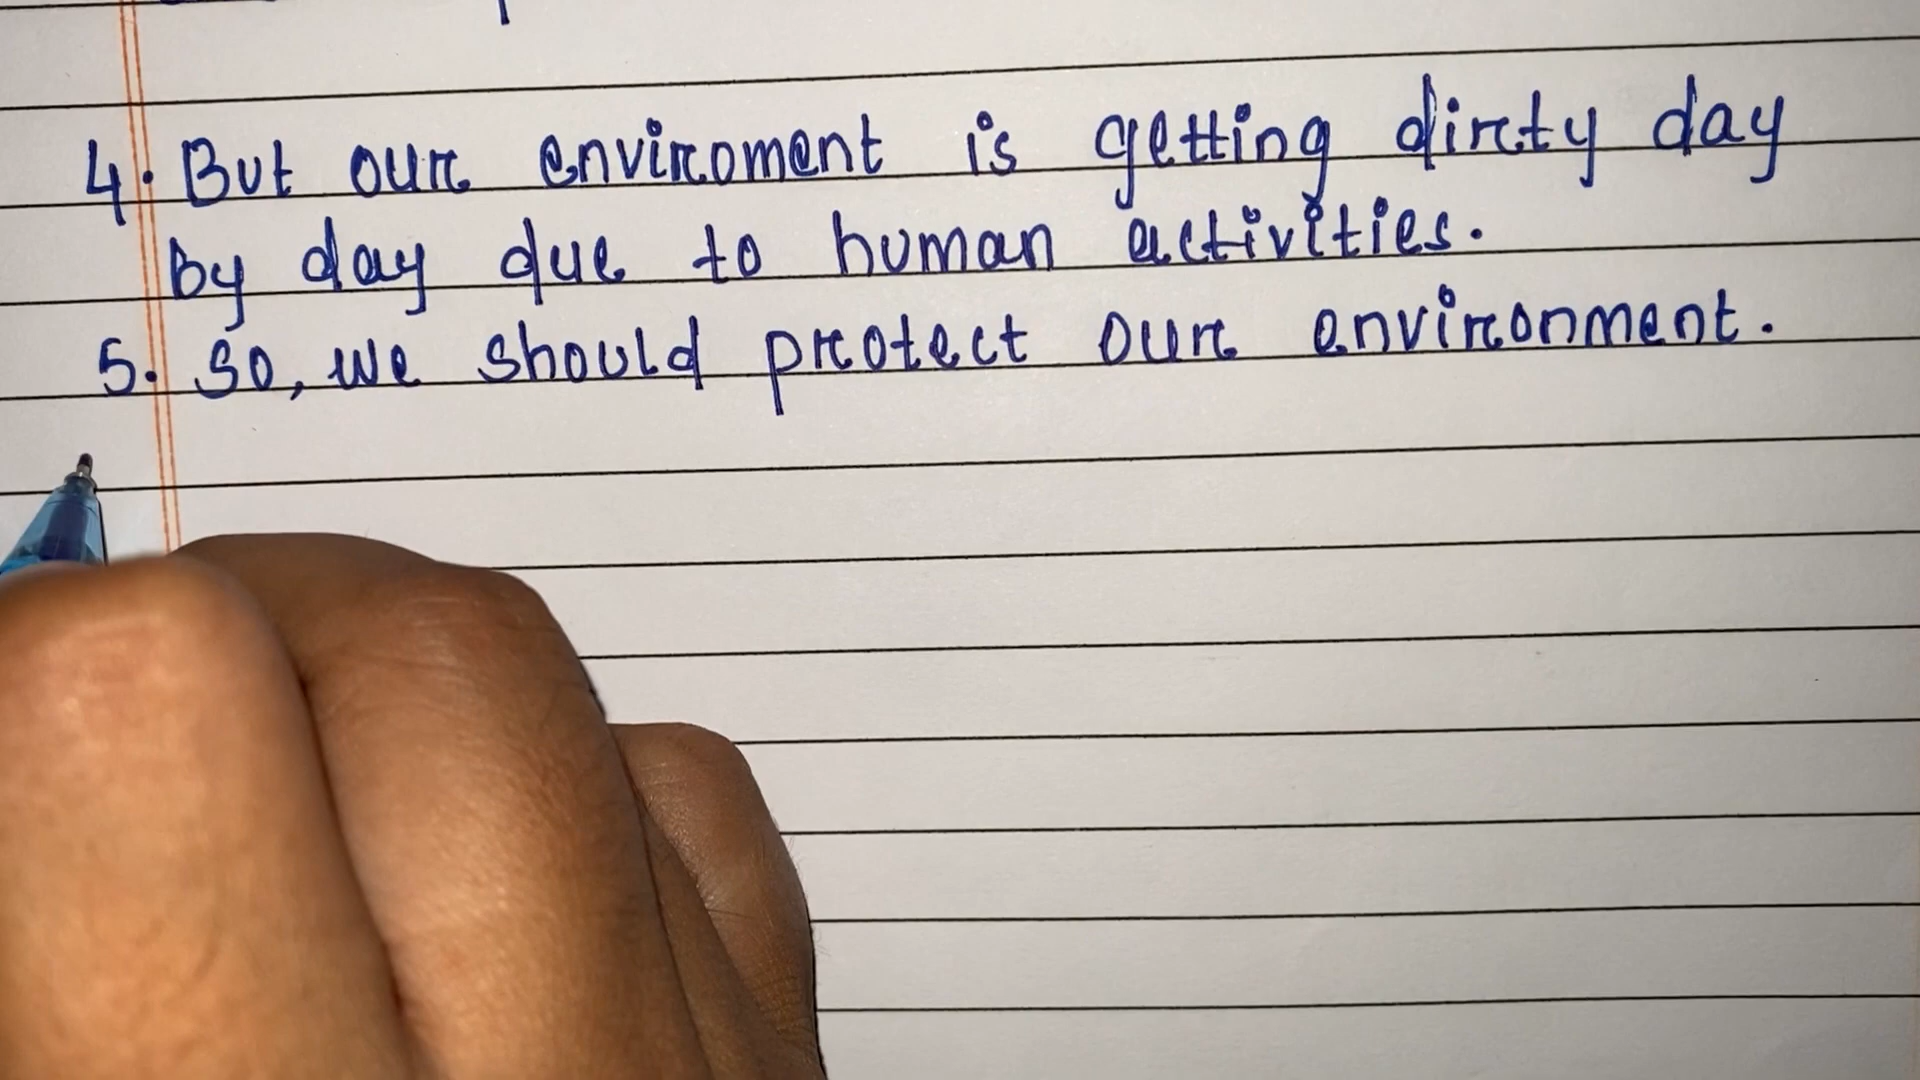 4. But our enviroment is getting dirty day
by day due to human activities.
5. So, we should protect our environment.